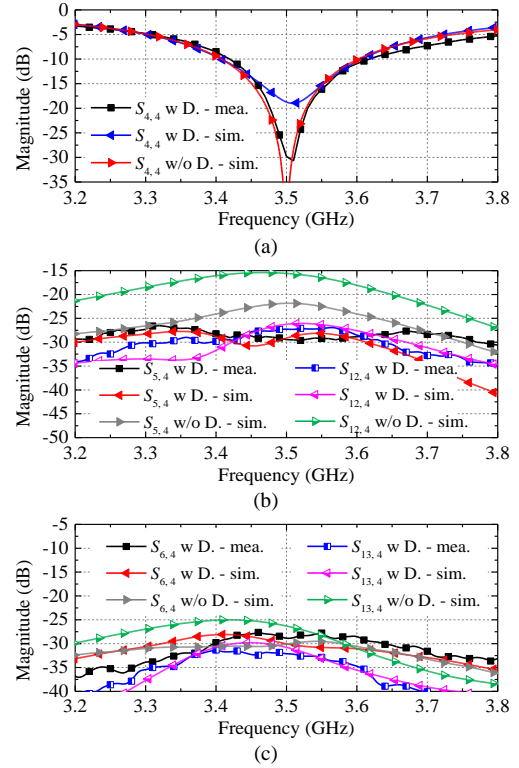 0
-5
-10
-15
-20
-25
-30
-35
Magnitude (dB)
S4,4 w D. - mea.
S4,4 w D. - sim.
S4,4 w/o D. - sim.
3.2 3.3 3.4 3.5 3.6 3.7 3.8
Frequency (GHz)
(a)
-15
-20
-25
-30
-35
-40
-45
-50
Magnitude (dB)
S5,4 w D. - mea.
S5,4 w D. - sim.
S5,4 w/o D. - sim.
S12,4 w D. - mea.
S12,4 w D. - sim.
S12,4 w/o D. - sim.
3.2 3.3 3.4 3.5 3.6 3.7 3.8
Frequency (GHz)
(b)
-5
-10
-15
-20
-25
-30
-35
-40
Magnitude (dB)
S6,4 w D. - mea.
S6,4 w D. - sim.
S6,4 w/o D. - sim.
S13,4 w D. - mea.
S13,4 w D. - sim.
S13,4 w/o D. - sim.
3.2 3.3 3.4 3.5 3.6 3.7 3.8
Frequency (GHz)
(c)